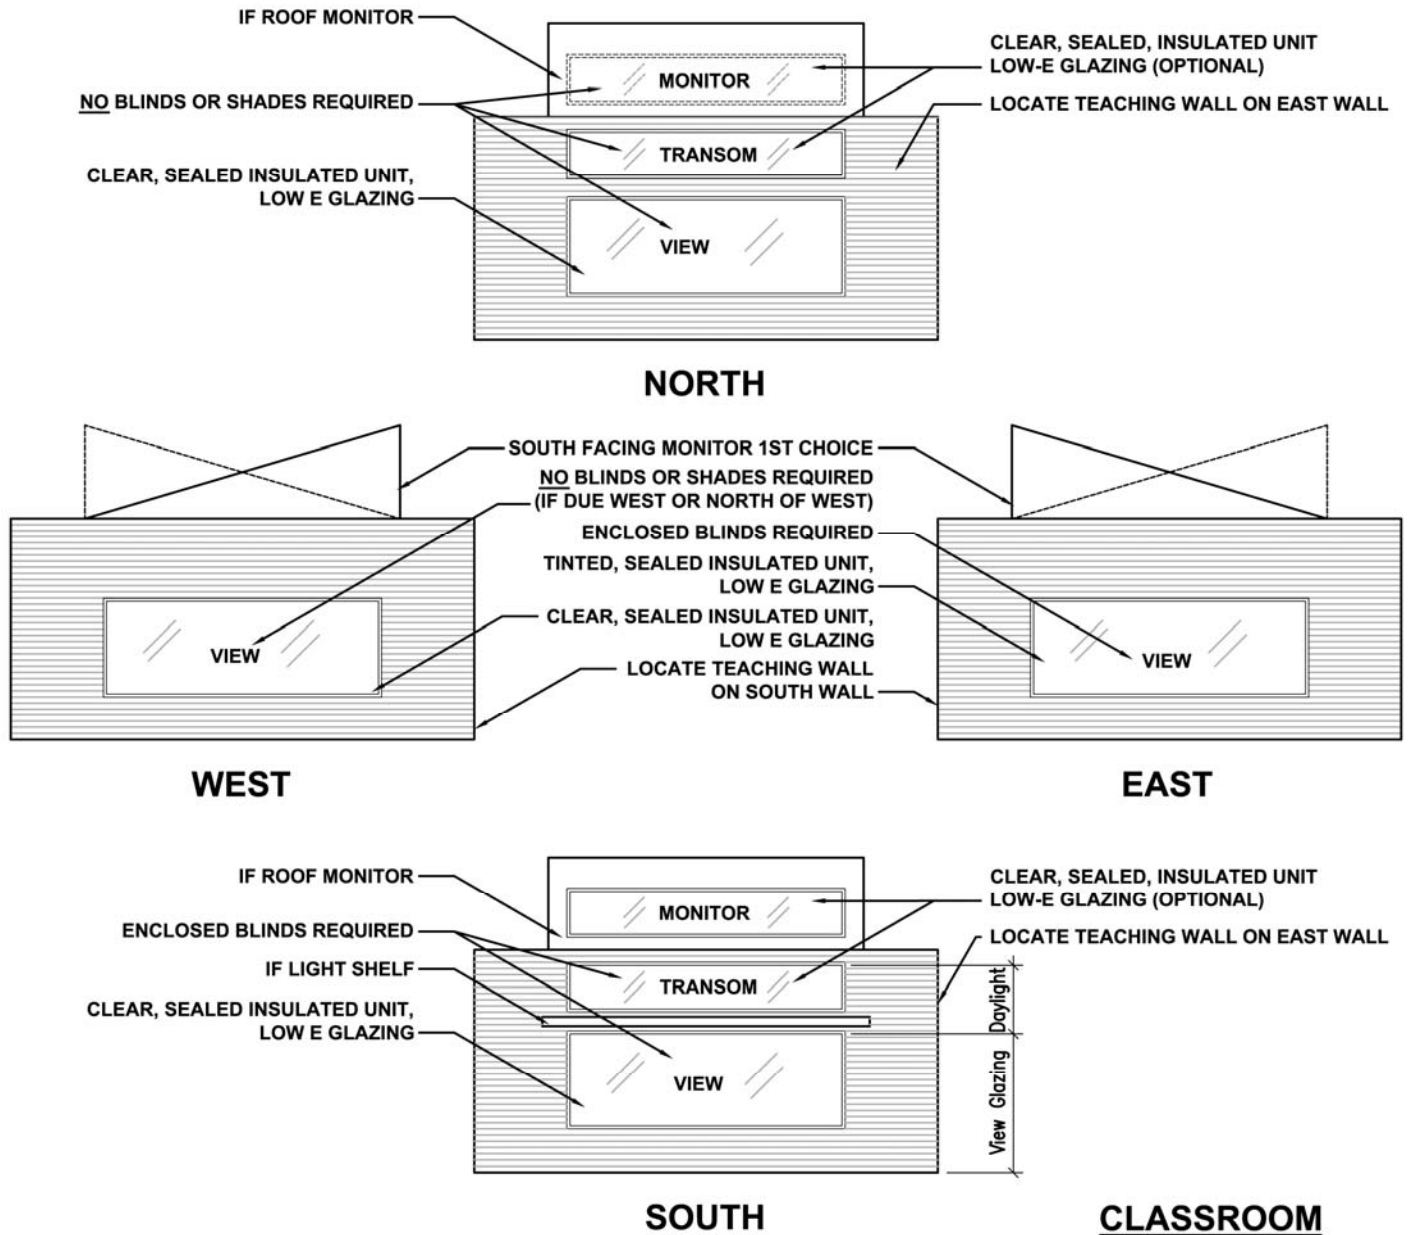 IF ROOF MONITOR
NO BLINDS OR SHADES REQUIRED
CLEAR, SEALED INSULATED UNIT,
LOW E GLAZING
MONITOR
TRANSOM
VIEW
CLEAR, SEALED, INSULATED UNIT
LOW-E GLAZING (OPTIONAL)
LOCATE TEACHING WALL ON EAST WALL
NORTH
SOUTH FACING MONITOR 1ST CHOICE
NO BLINDS OR SHADES REQUIRED
(IF DUE WEST OR NORTH OF WEST)
ENCLOSED BLINDS REQUIRED
TINTED, SEALED INSULATED UNIT,
LOW E GLAZING
CLEAR, SEALED INSULATED UNIT,
LOW E GLAZING
LOCATE TEACHING WALL
ON SOUTH WALL
VIEW
VIEW
WEST
EAST
IF ROOF MONITOR
ENCLOSED BLINDS REQUIRED
IF LIGHT SHELF
CLEAR, SEALED INSULATED UNIT,
LOW E GLAZING
MONITOR
TRANSOM
VIEW
CLEAR, SEALED, INSULATED UNIT
LOW-E GLAZING (OPTIONAL)
LOCATE TEACHING WALL ON EAST WALL
Daylight
View Glazing
SOUTH
CLASSROOM